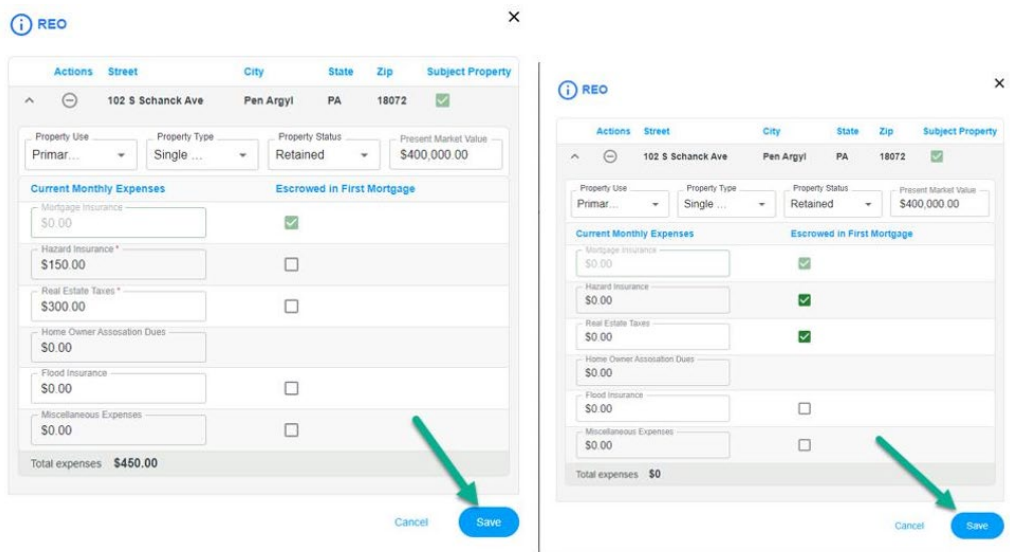 REO
Actions Street City State Zip Subject Property
102 S Schanck Ave Pen Argyl PA 18072
Property Use Property Type Property Status Present Market Value
Primar... Single ... Retained $400,000.00
Current Monthly Expenses Escrowed in First Mortgage
Mortgage Insurance
$0.00
Hazard Insurance *
$150.00
Real Estate Taxes *
$300.00
Home Owner Assosation Dues
$0.00
Flood Insurance
$0.00
Miscellaneous Expenses
$0.00
Total expenses $450.00
Cancel Save
REO
Actions Street City State Zip Subject Property
102 S Schanck Ave Pen Argyl PA 18072
Property Use Property Type Property Status Present Market Value
Primar... Single ... Retained $400,000.00
Current Monthly Expenses Escrowed in First Mortgage
Mortgage Insurance
$0.00
Hazard Insurance
$0.00
Real Estate Taxes
$0.00
Home Owner Assosation Dues
$0.00
Flood Insurance
$0.00
Miscellaneous Expenses
$0.00
Total expenses $0
Cancel Save